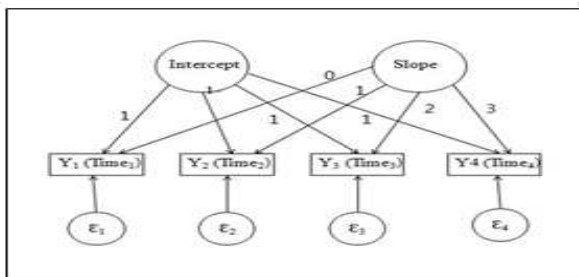 Intercept Slope
1 1 0 1 1 1 2 3
Y₁ (Time₁) Y₂ (Time₂) Y₃ (Time₃) Y4 (Time₄)
ε₁ ε₂ ε₃ ε₄